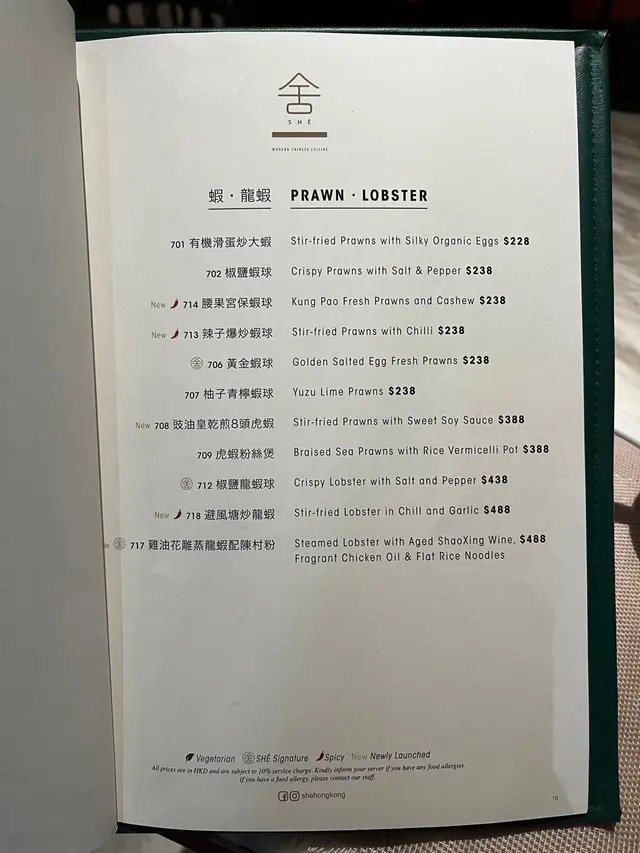 舍
SHÈ
MODERN CHINESE CUISINE
蝦·龍蝦 PRAWN · LOBSTER
701 有機滑蛋炒大蝦 Stir-fried Prawns with Silky Organic Eggs $228
702 椒鹽蝦球 Crispy Prawns with Salt & Pepper $238
New 714 腰果宮保蝦球 Kung Pao Fresh Prawns and Cashew $238
New 713 辣子爆炒蝦球 Stir-fried Prawns with Chilli $238
舍 706 黃金蝦球 Golden Salted Egg Fresh Prawns $238
707 柚子青檸蝦球 Yuzu Lime Prawns $238
New 708 豉油皇乾煎8頭虎蝦 Stir-fried Prawns with Sweet Soy Sauce $388
709 虎蝦粉絲煲 Braised Sea Prawns with Rice Vermicelli Pot $388
舍 712 椒鹽龍蝦球 Crispy Lobster with Salt and Pepper $438
New 718 避風塘炒龍蝦 Stir-fried Lobster in Chill and Garlic $488
w 舍 717 雞油花雕蒸龍蝦配陳村粉 Steamed Lobster with Aged ShaoXing Wine, $488
Fragrant Chicken Oil & Flat Rice Noodles
Vegetarian 舍 SHÈ Signature Spicy New Newly Launched
All prices are in HKD and are subject to 10% service charge. Kindly inform your server if you have any food allergies.
If you have a food allergy, please contact our staff.
shehongkong
10